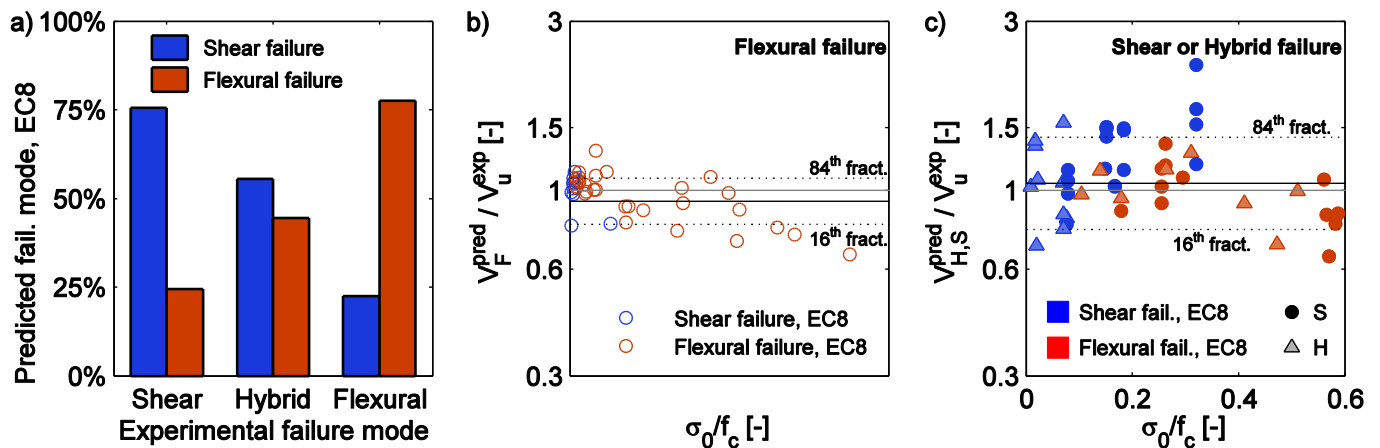 a)
100%
75%
50%
25%
0%
Predicted fail. mode, EC8
Shear failure
Flexural failure
Shear Hybrid Flexural
Experimental failure mode
b)
3
1.5
1
0.6
0.3
V_F^pred / V_u^exp [-]
Flexural failure
84th fract.
16th fract.
Shear failure, EC8
Flexural failure, EC8
σ0/fc [-]
c)
3
1.5
1
0.6
0.3
V_H,S^pred / V_u^exp [-]
Shear or Hybrid failure
84th fract.
16th fract.
Shear fail., EC8 S
Flexural fail., EC8 H
0 0.2 0.4 0.6
σ0/fc [-]